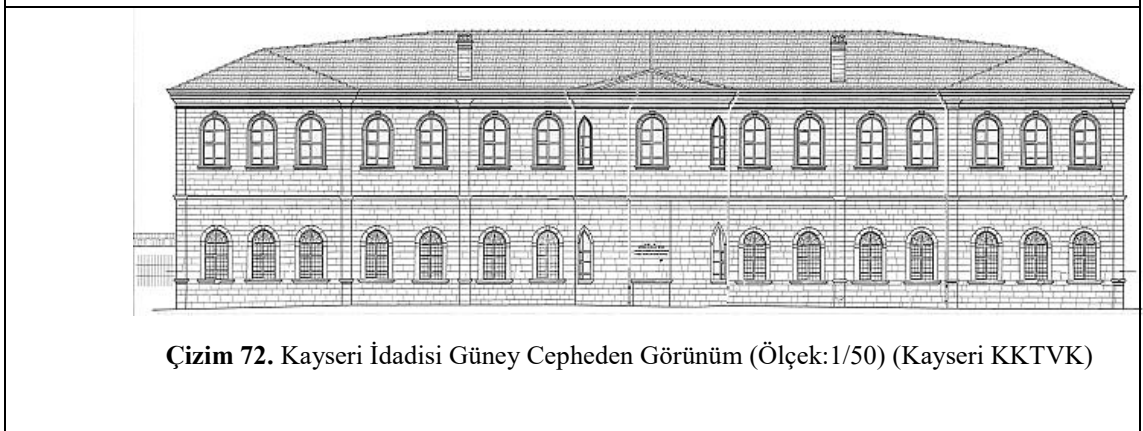 Çizim 72. Kayseri İdadisi Güney Cepheden Görünüm (Ölçek:1/50) (Kayseri KKTVK)